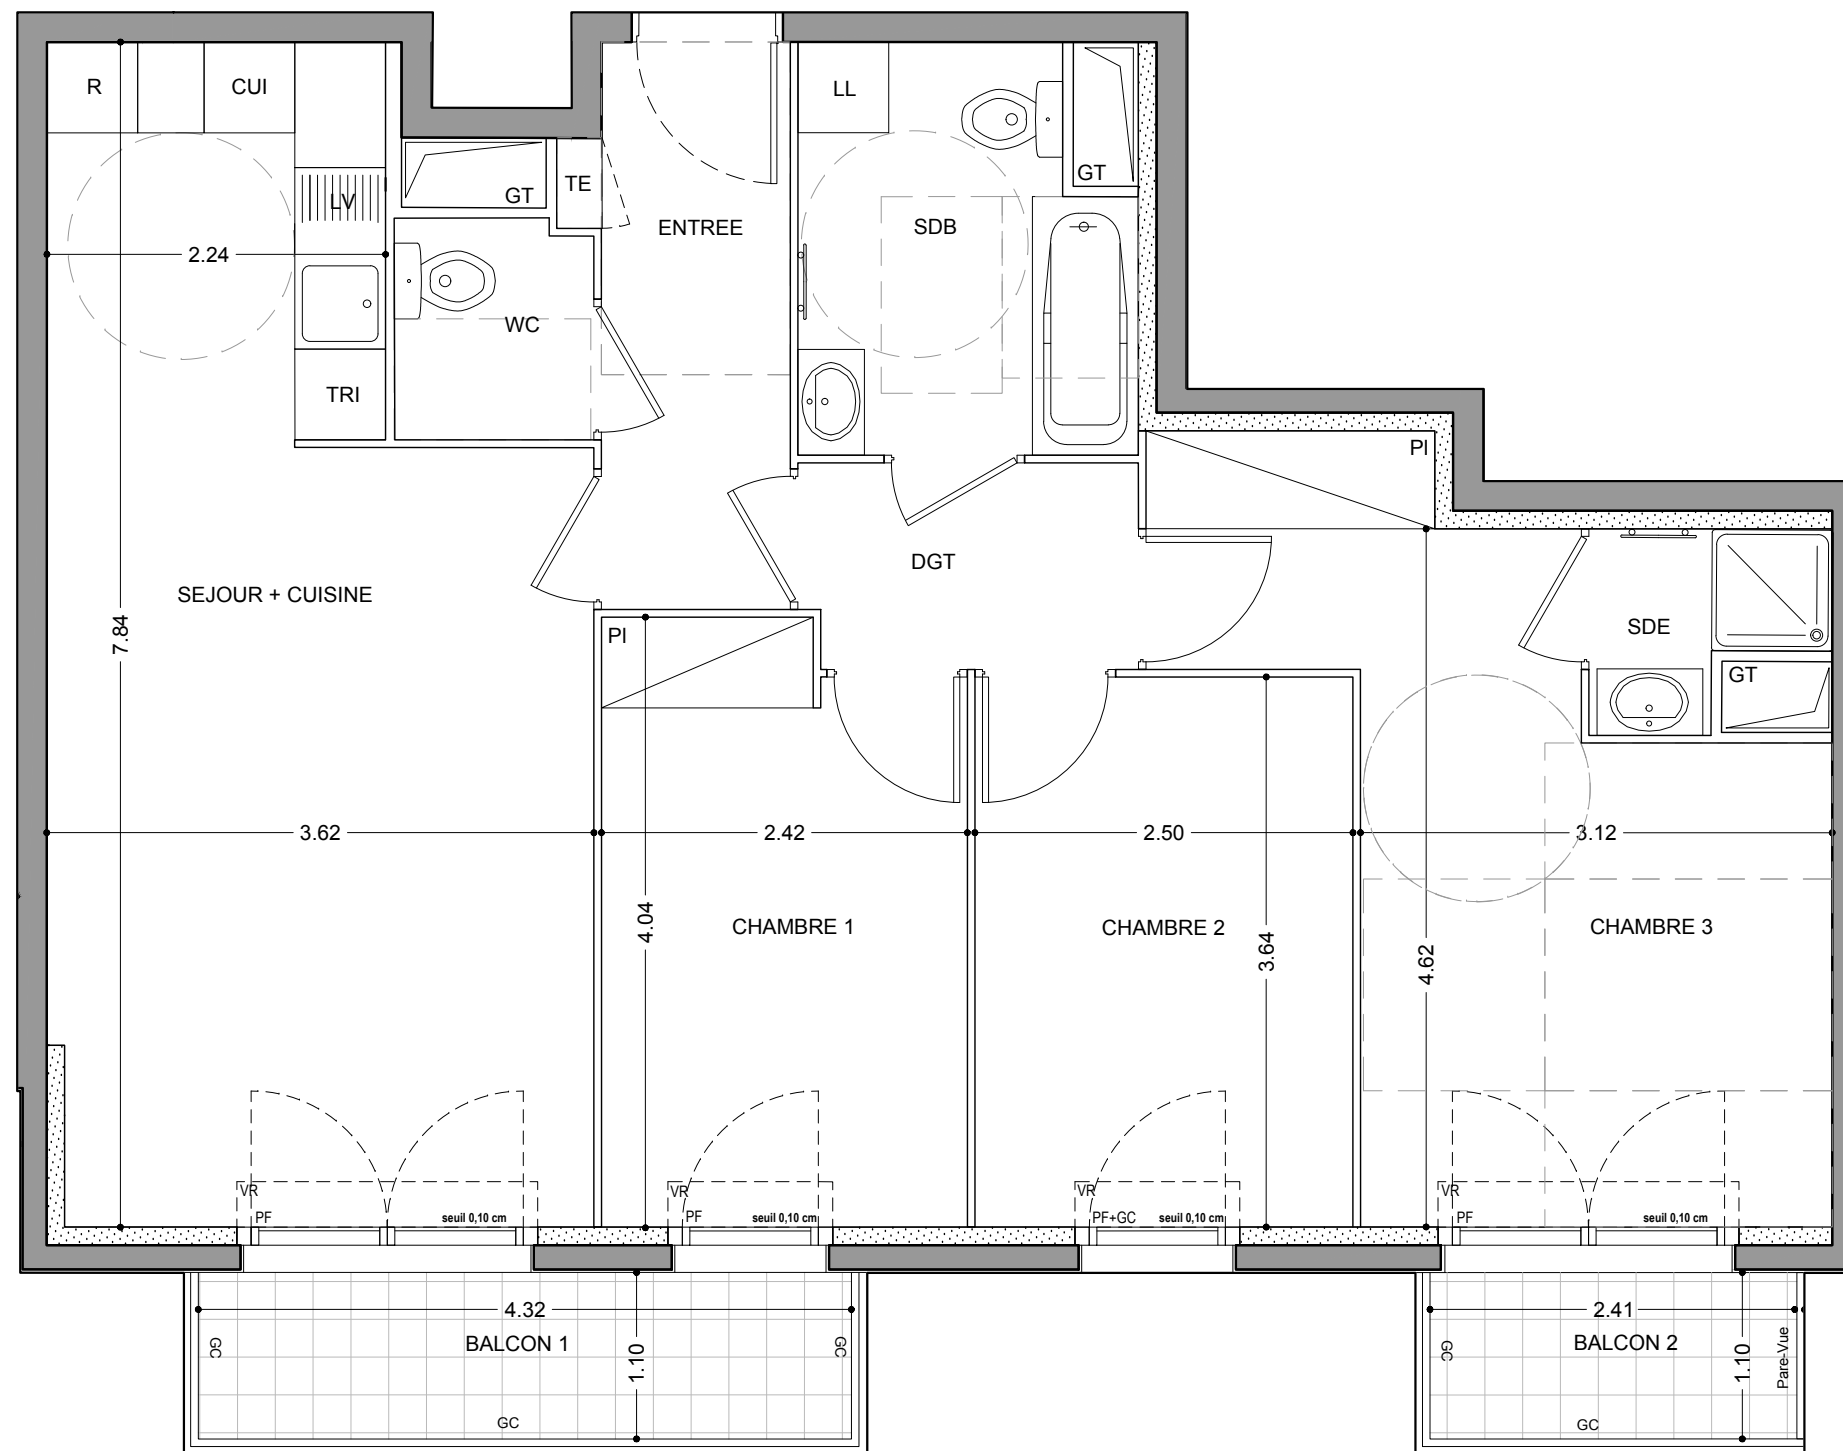 R
CUI
LL
GT
LV
GT
TE
ENTREE
SDB
2.24
WC
TRI
PI
DGT
SEJOUR + CUISINE
7.84
PI
SDE
GT
3.62
2.42
2.50
3.12
4.04
CHAMBRE 1
CHAMBRE 2
3.64
4.62
CHAMBRE 3
VR
PF
seuil 0,10 cm
VR
PF
seuil 0,10 cm
VR
PF+GC
seuil 0,10 cm
VR
PF
seuil 0,10 cm
4.32
BALCON 1
GC
GC
1.10
GC
2.41
BALCON 2
GC
1.10
Pare-Vue
GC